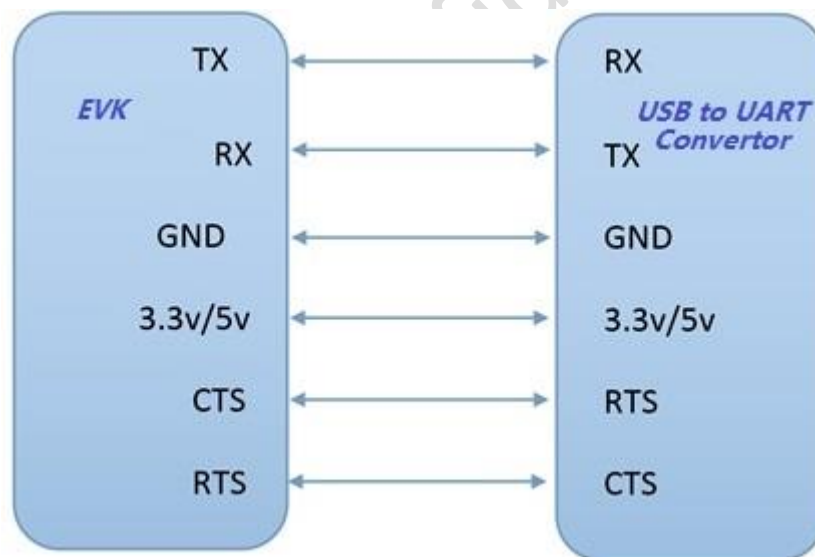 TX
RX
EVK
USB to UART
Convertor
RX
TX
GND
GND
3.3v/5v
3.3v/5v
CTS
RTS
RTS
CTS